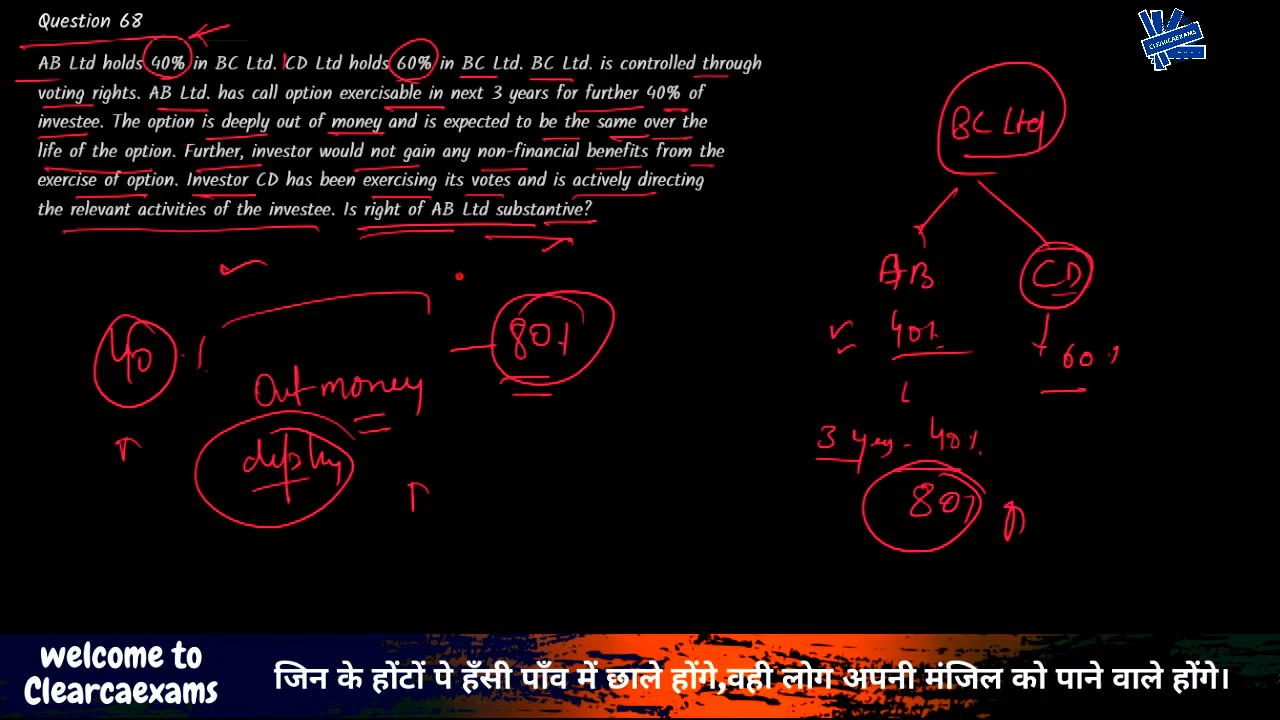 Question 68
AB Ltd holds 40% in BC Ltd. CD Ltd holds 60% in BC Ltd. BC Ltd. is controlled through
voting rights. AB Ltd. has call option exercisable in next 3 years for further 40% of
investee. The option is deeply out of money and is expected to be the same over the
life of the option. Further, investor would not gain any non-financial benefits from the
exercise of option. Investor CD has been exercising its votes and is actively directing
the relevant activities of the investee. Is right of AB Ltd substantive?
CLEARCAEXAMS
BC Ltd
AB CD
40%
60%
3 years - 40%
80%
40%
80%
Out money
deeply
welcome to
Clearcaexams
जिन के होंटों पे हँसी पाँव में छाले होंगे,वही लोग अपनी मंजिल को पाने वाले होंगे।